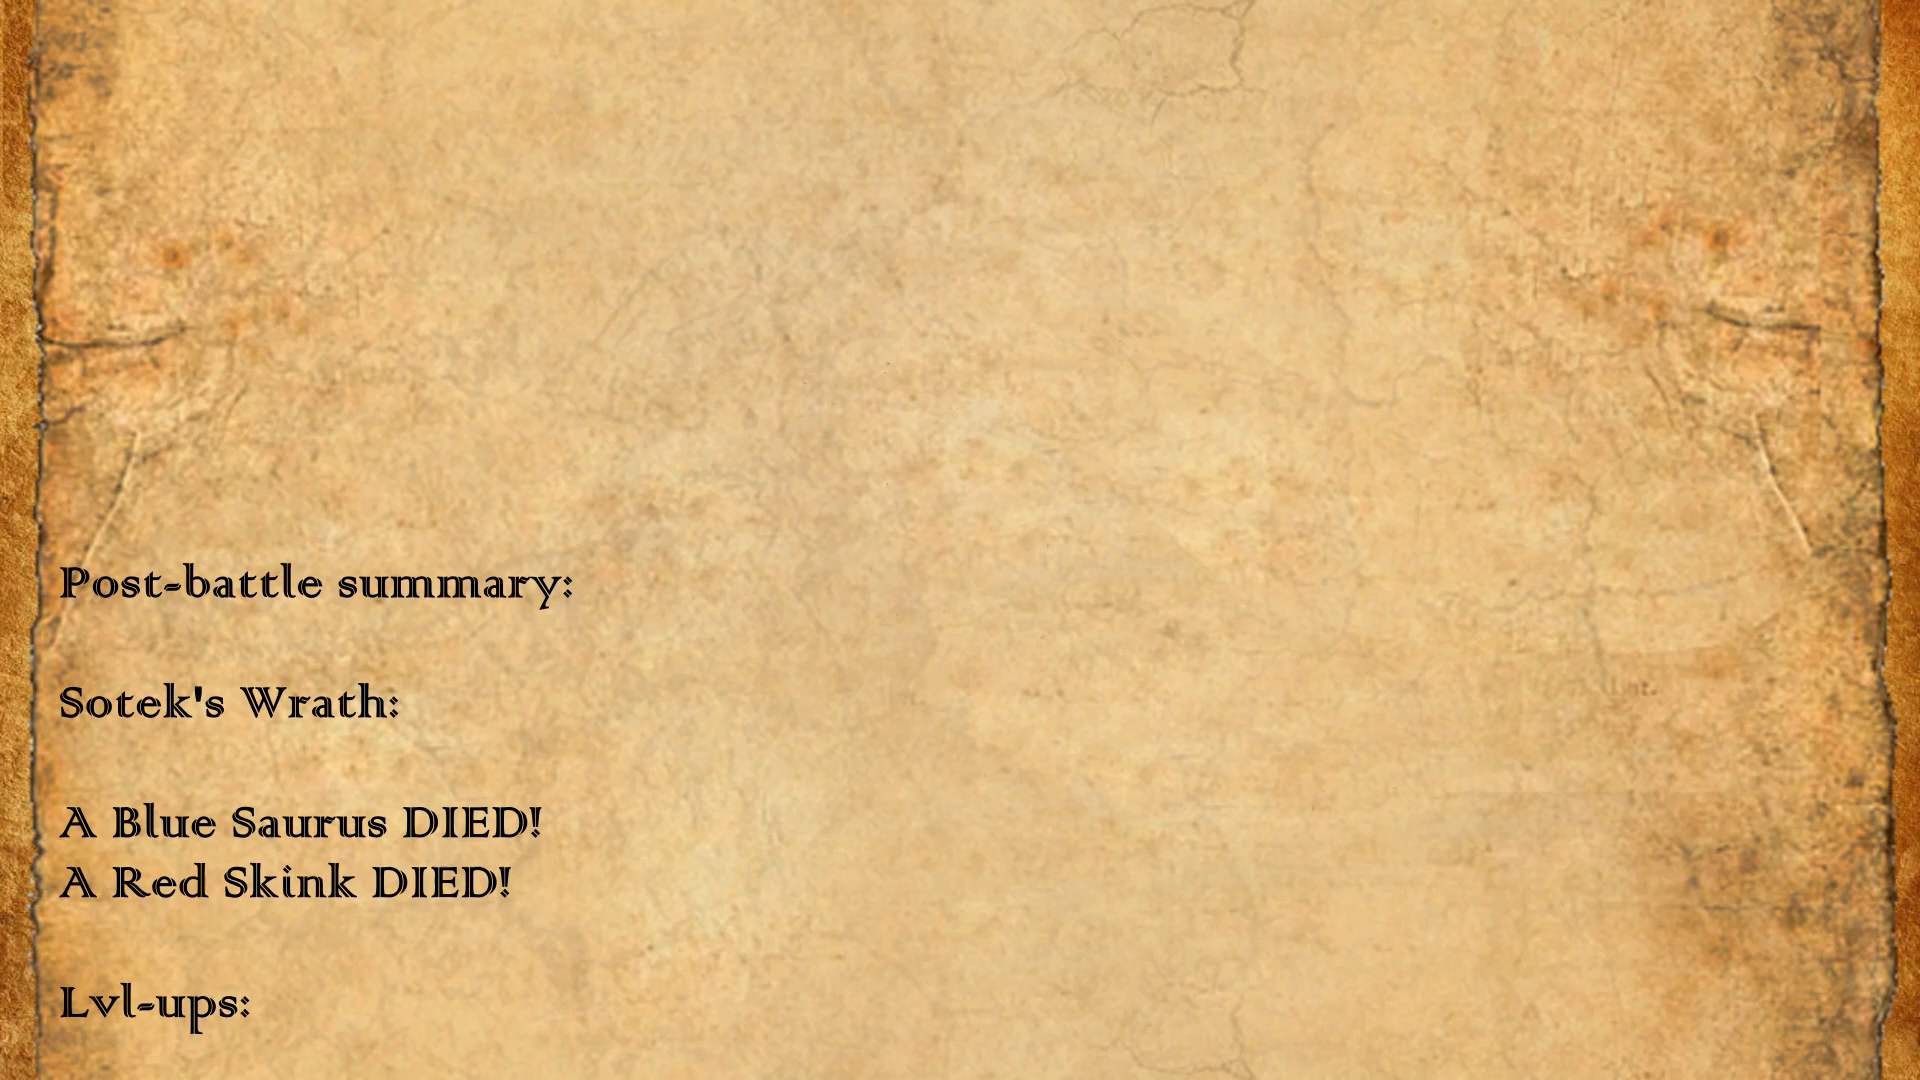 Post-battle summary:
Sotek's Wrath:
A Blue Saurus DIED!
A Red Skink DIED!
Lvl-ups: